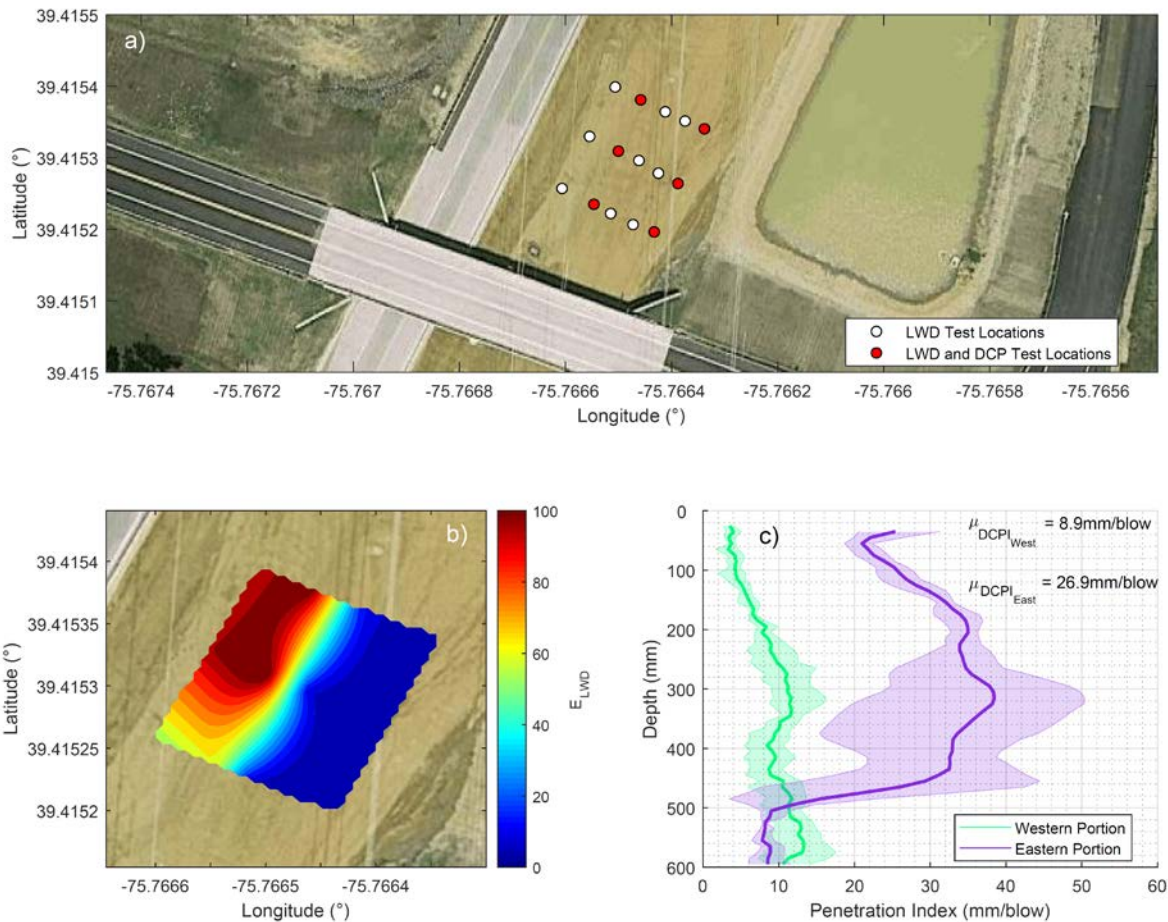 a)
39.4155
39.4154
39.4153
39.4152
39.4151
39.415
Latitude (°)
LWD Test Locations
LWD and DCP Test Locations
-75.7674 -75.7672 -75.767 -75.7668 -75.7666 -75.7664 -75.7662 -75.766 -75.7658 -75.7656
Longitude (°)
b)
39.4154
39.41535
39.4153
39.41525
39.4152
Latitude (°)
-75.7666 -75.7665 -75.7664
Longitude (°)
100
80
60
40
20
0
E_LWD
c)
0
100
200
300
400
500
600
Depth (mm)
μ_DCPI_West = 8.9mm/blow
μ_DCPI_East = 26.9mm/blow
Western Portion
Eastern Portion
0 10 20 30 40 50 60
Penetration Index (mm/blow)